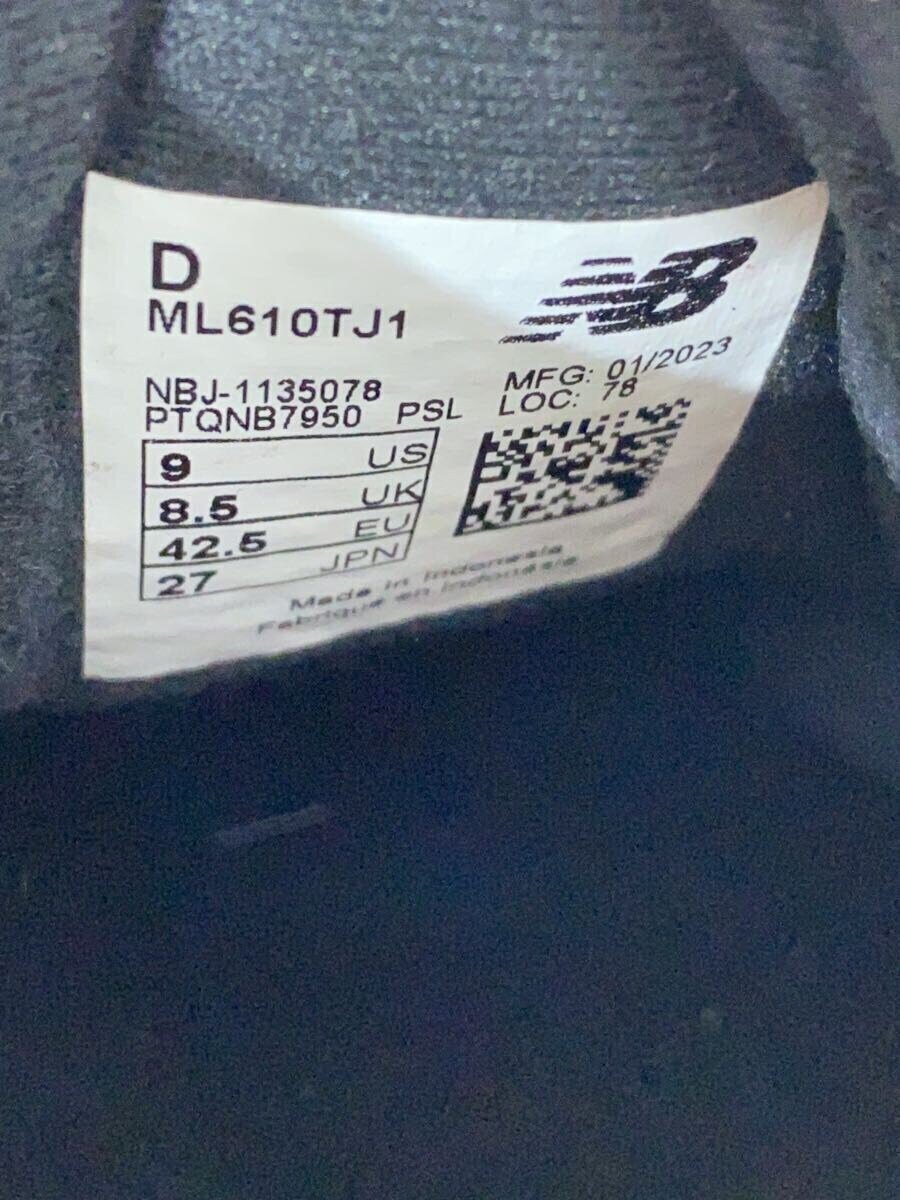 D
ML610TJ1
NB
MFG: 01/2023
LOC: 78
NBJ-1135078
PTQNB7950 PSL
9 US
8.5 UK
42.5 EU
27 JPN
Made in Indonesia
Fabriqué en Indonésie